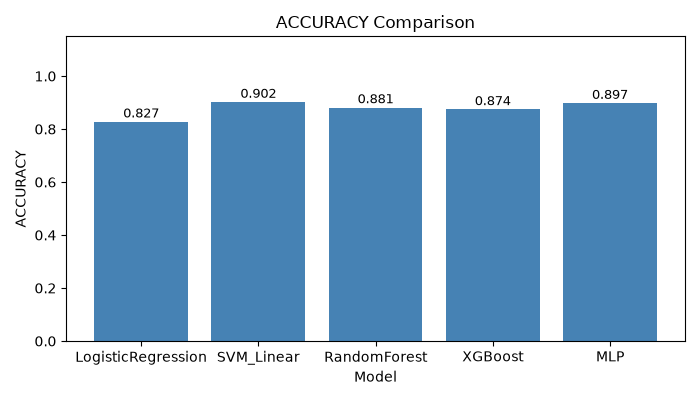 ACCURACY Comparison
ACCURACY
1.0
0.8
0.6
0.4
0.2
0.0
0.827
0.902
0.881
0.874
0.897
LogisticRegression
SVM_Linear
RandomForest
XGBoost
MLP
Model